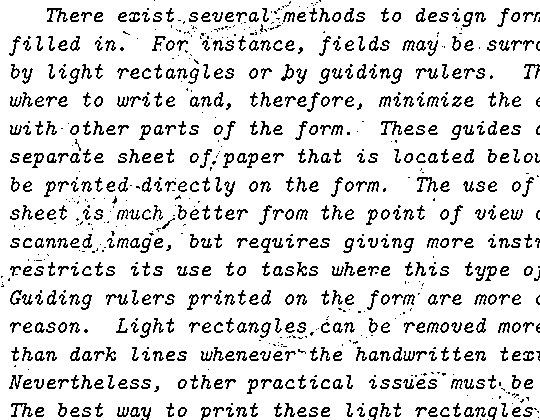 There exist several methods to design form
filled in. For instance, fields may be surro
by light rectangles or by guiding rulers. Th
where to write and, therefore, minimize the e
with other parts of the form. These guides a
separate sheet of paper that is located below
be printed directly on the form. The use of
sheet is much better from the point of view o
scanned image, but requires giving more instr
restricts its use to tasks where this type of
Guiding rulers printed on the form are more c
reason. Light rectangles can be removed more
than dark lines whenever the handwritten text
Nevertheless, other practical issues must be
The best way to print these light rectangles